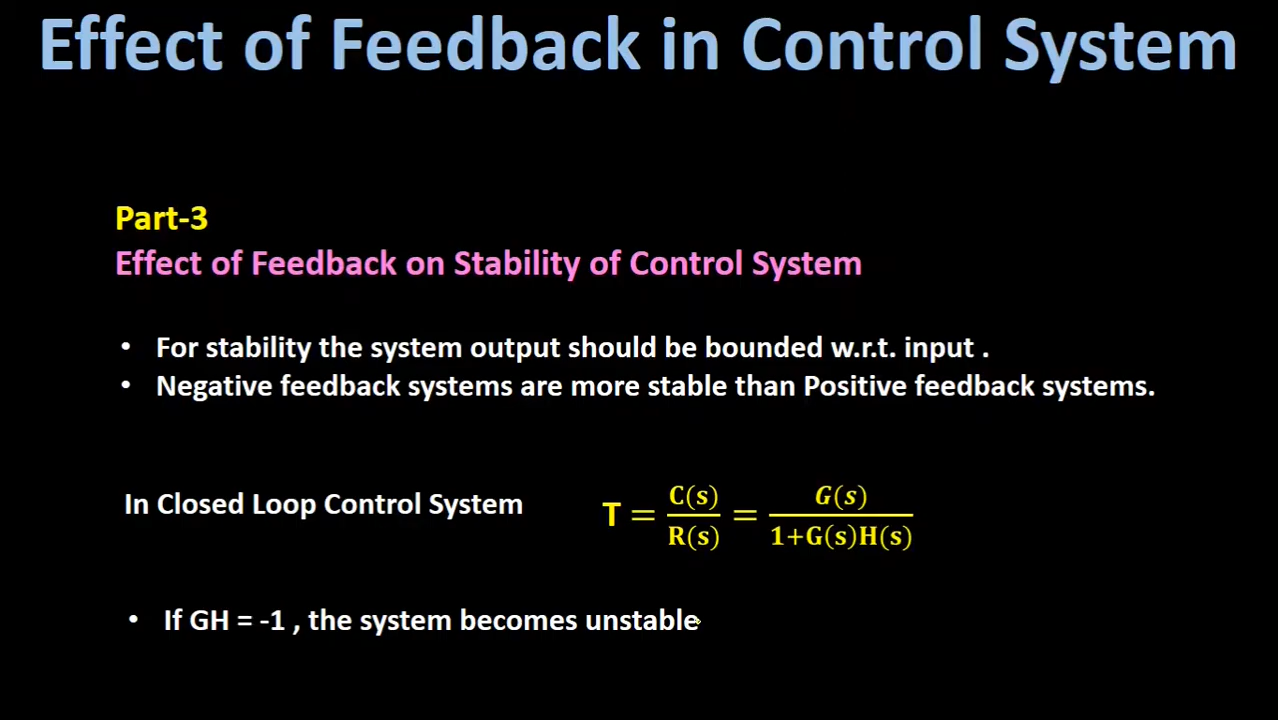 Effect of Feedback in Control System
Part-3
Effect of Feedback on Stability of Control System
• For stability the system output should be bounded w.r.t. input .
• Negative feedback systems are more stable than Positive feedback systems.
In Closed Loop Control System T = C(s)/R(s) = G(s)/1+G(s)H(s)
• If GH = -1 , the system becomes unstable